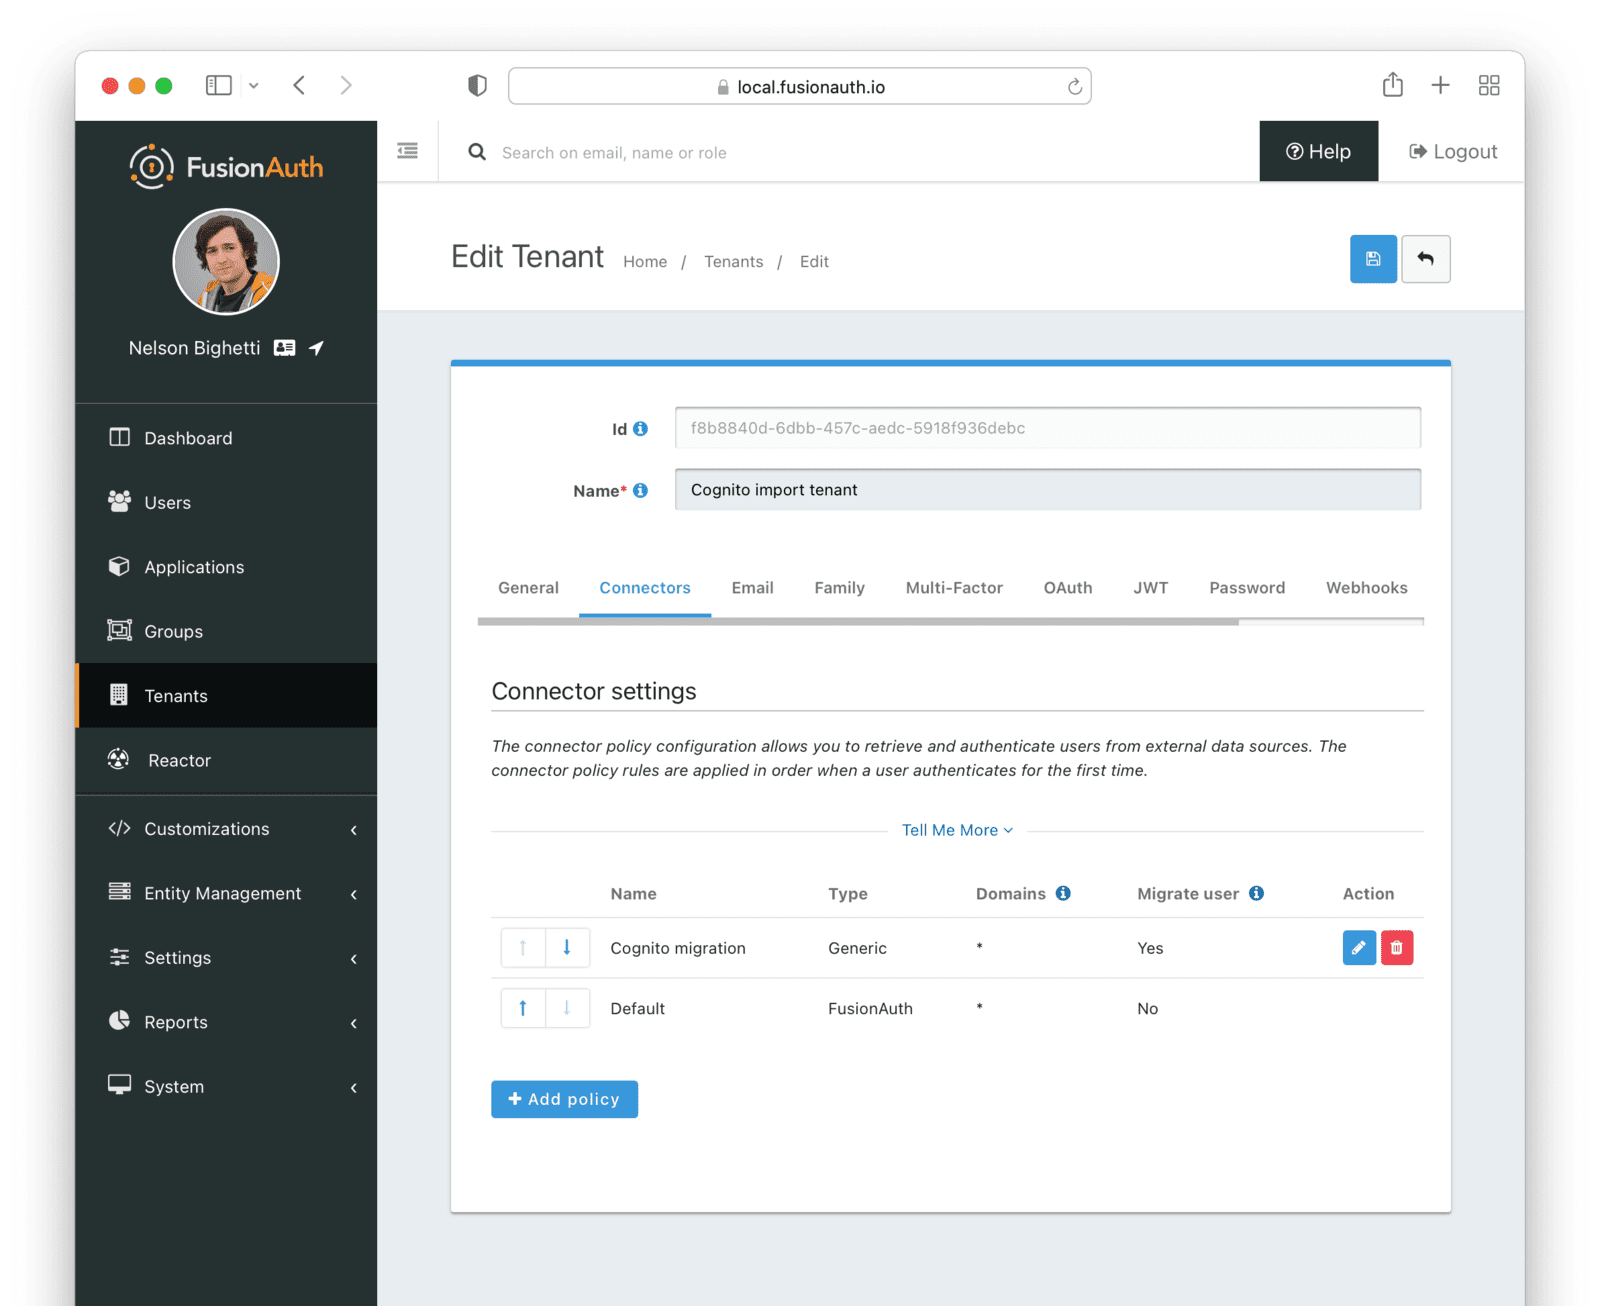 local.fusionauth.io
FusionAuth
Search on email, name or role
Help
Logout
Nelson Bighetti
Edit Tenant
Home / Tenants / Edit
Dashboard
Users
Applications
Groups
Tenants
Reactor
Customizations
Entity Management
Settings
Reports
System
Id
f8b8840d-6dbb-457c-aedc-5918f936debc
Name*
Cognito import tenant
General Connectors Email Family Multi-Factor OAuth JWT Password Webhooks
Connector settings
The connector policy configuration allows you to retrieve and authenticate users from external data sources. The
connector policy rules are applied in order when a user authenticates for the first time.
Tell Me More
Name Type Domains Migrate user Action
Cognito migration Generic * Yes
Default FusionAuth * No
+ Add policy